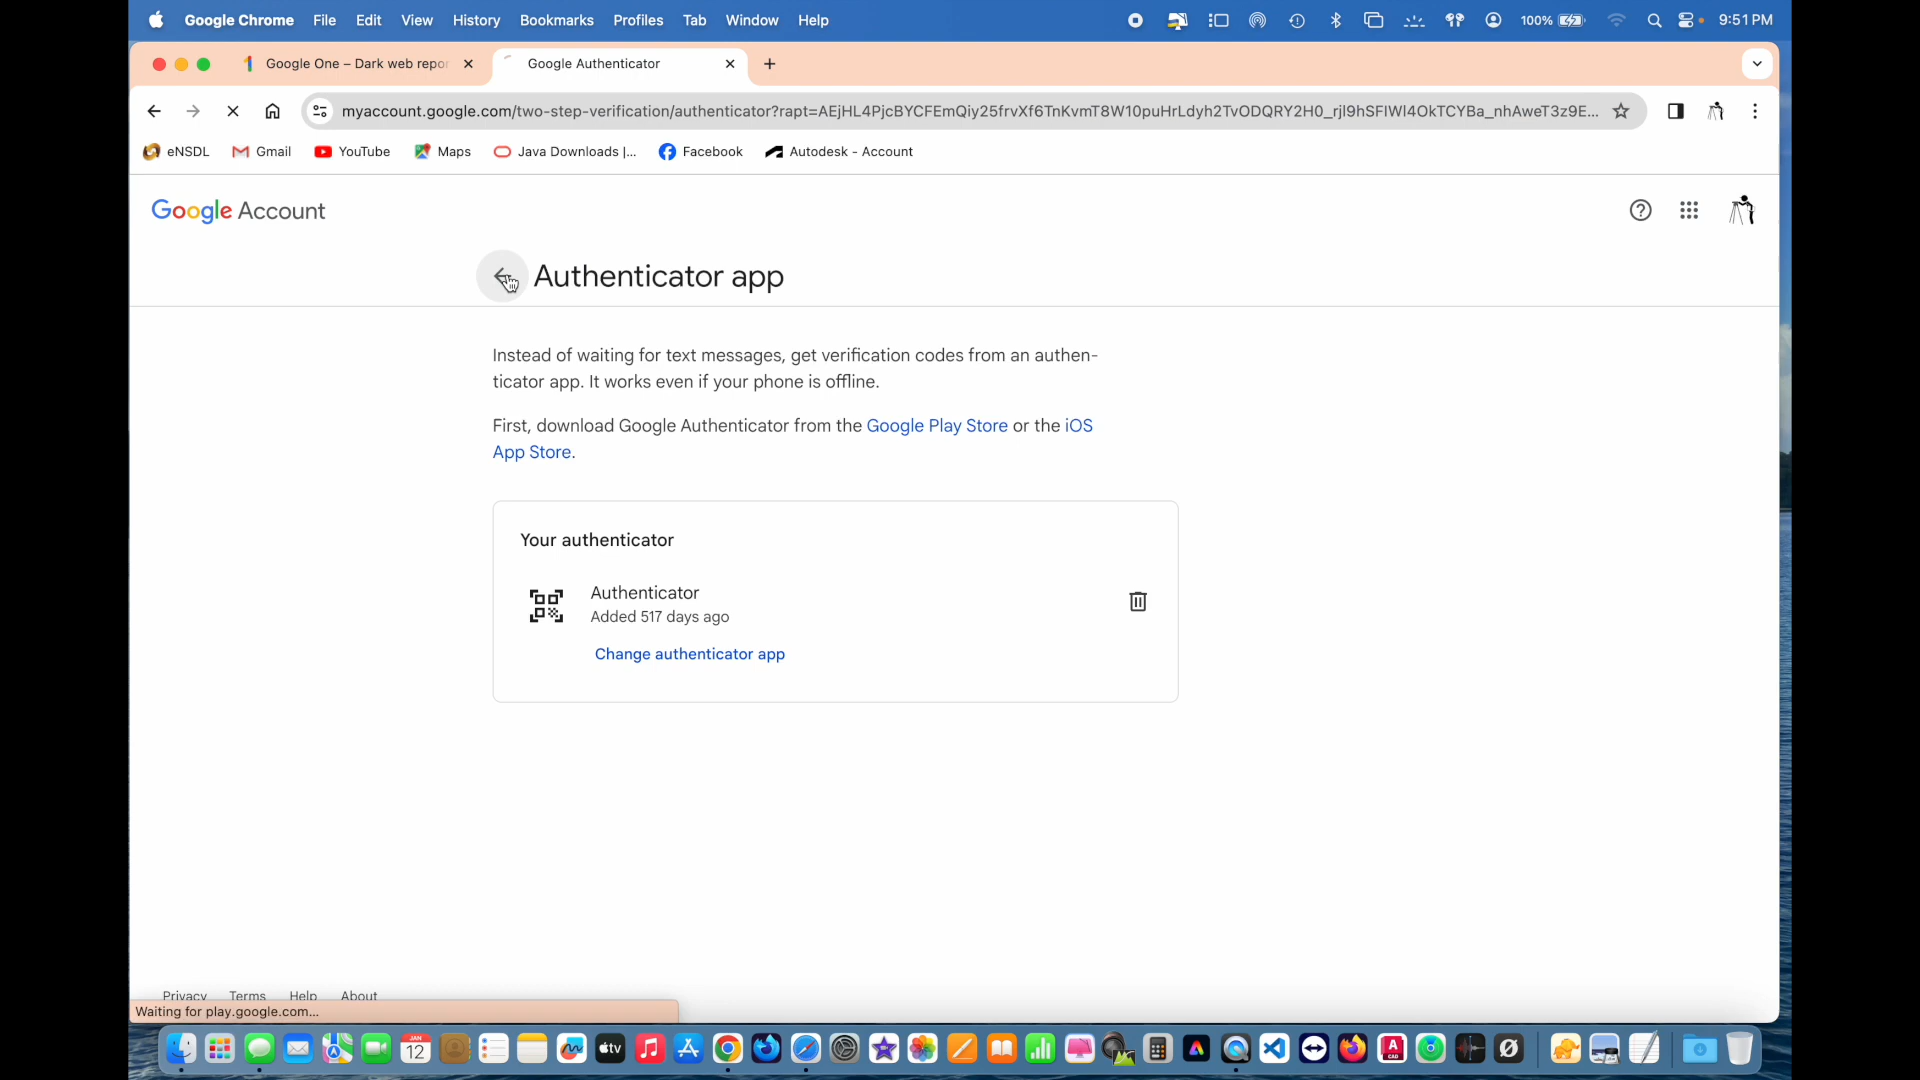 Google Chrome File Edit View History Bookmarks Profiles Tab Window Help 100% 9:51 PM
Google One – Dark web repor Google Authenticator
myaccount.google.com/two-step-verification/authenticator?rapt=AEjHL4PjcBYCFEmQiy25frvXf6TnKvmT8W10puHrLdyh2TvODQRY2H0_rjl9hSFIWl4OkTCYBa_nhAweT3z9E...
eNSDL Gmail YouTube Maps Java Downloads |... Facebook Autodesk - Account
Google Account
Authenticator app
Instead of waiting for text messages, get verification codes from an authen-
ticator app. It works even if your phone is offline.
First, download Google Authenticator from the Google Play Store or the iOS
App Store.
Your authenticator
Authenticator
Added 517 days ago
Change authenticator app
Privacy Terms Help About
Waiting for play.google.com...
JAN
12
tv